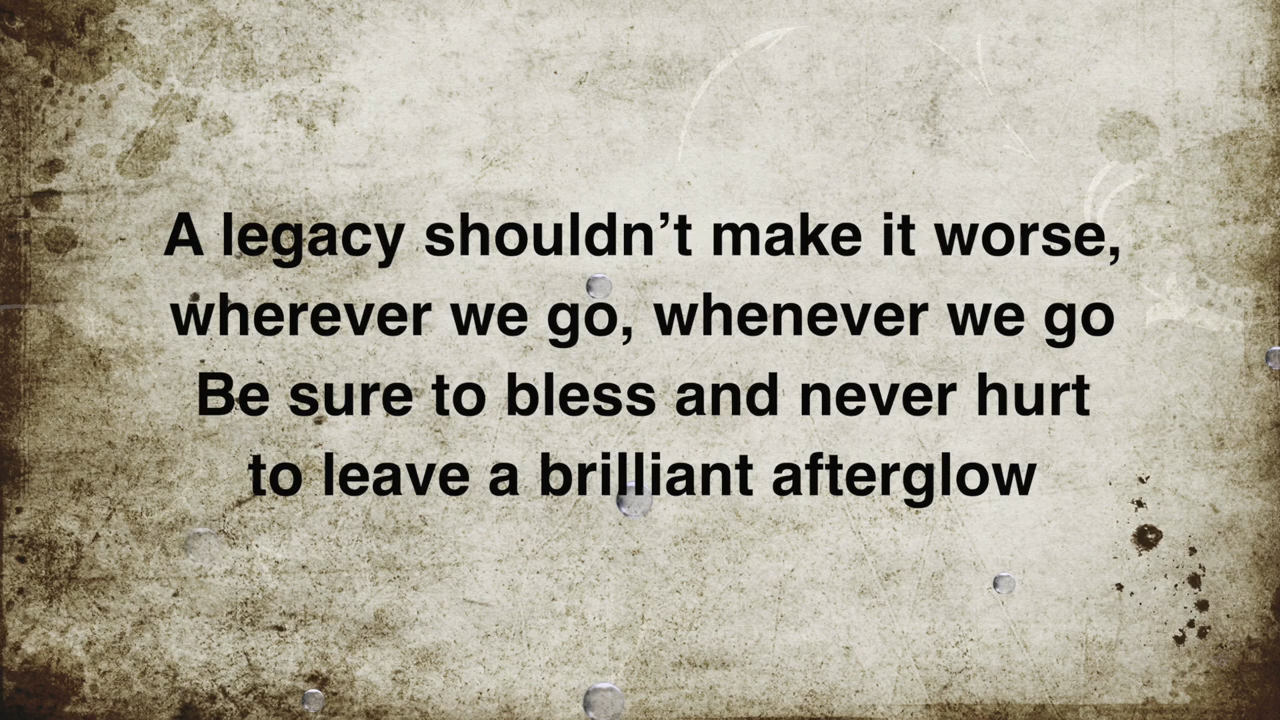 A legacy shouldn’t make it worse,
wherever we go, whenever we go
Be sure to bless and never hurt
to leave a brilliant afterglow